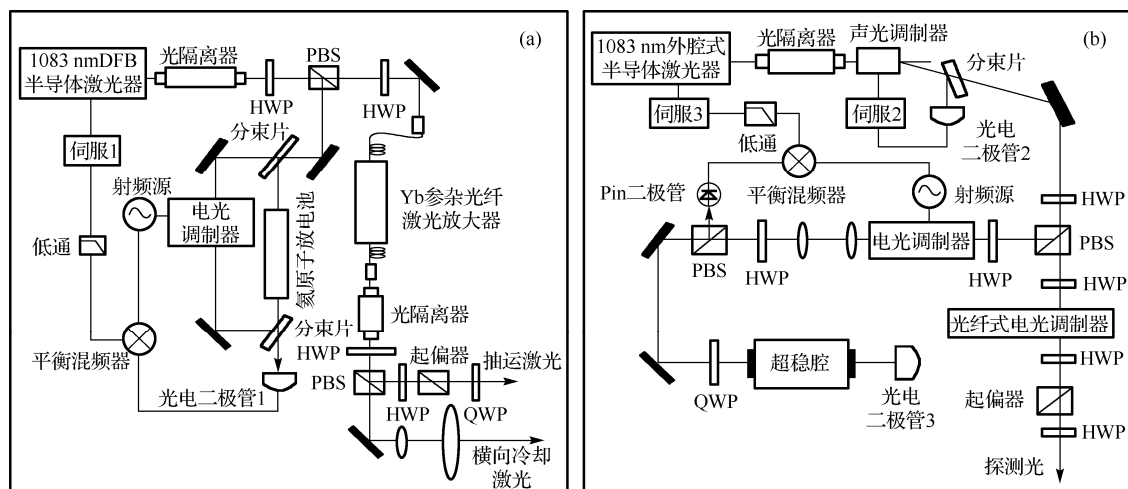 (a)
1083 nmDFB
半导体激光器
光隔离器
PBS
HWP
HWP
伺服1
分束片
射频源
电光
调制器
氦原子放电池
Yb参杂光纤
激光放大器
低通
光隔离器
分束片
平衡混频器
HWP
起偏器
抽运激光
PBS
光电二极管1
HWP
QWP
横向冷却
激光
(b)
1083 nm外腔式
半导体激光器
光隔离器
声光调制器
分束片
伺服3
低通
伺服2
光电
二极管2
Pin二极管
平衡混频器
射频源
HWP
PBS
HWP
电光调制器
HWP
PBS
HWP
光纤式电光调制器
HWP
QWP
超稳腔
光电
二极管3
起偏器
HWP
探测光